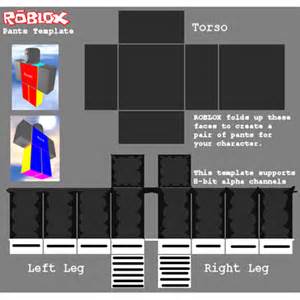 ROBLOX
Pants Template
Torso
ROBLOX folds up these
faces to create a
pair of pants for
your character.
This template supports
8-bit alpha channels
Left Leg
Right Leg